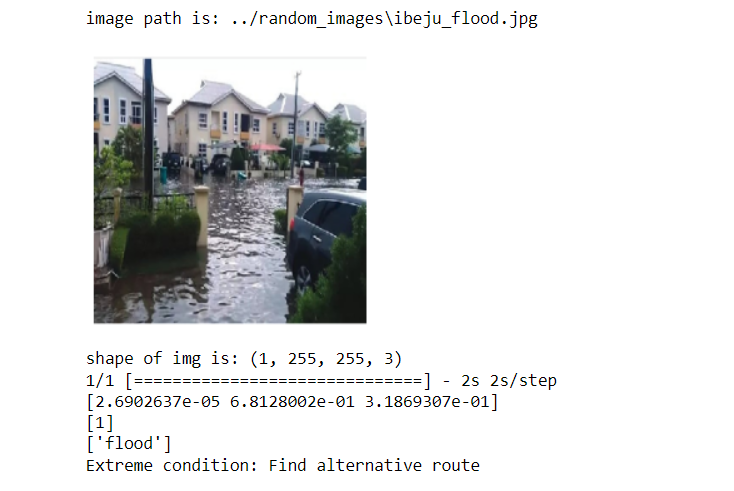 image path is: ../random_images\ibeju_flood.jpg
shape of img is: (1, 255, 255, 3)
1/1 [==============================] - 2s 2s/step
[2.6902637e-05 6.8128002e-01 3.1869307e-01]
[1]
['flood']
Extreme condition: Find alternative route